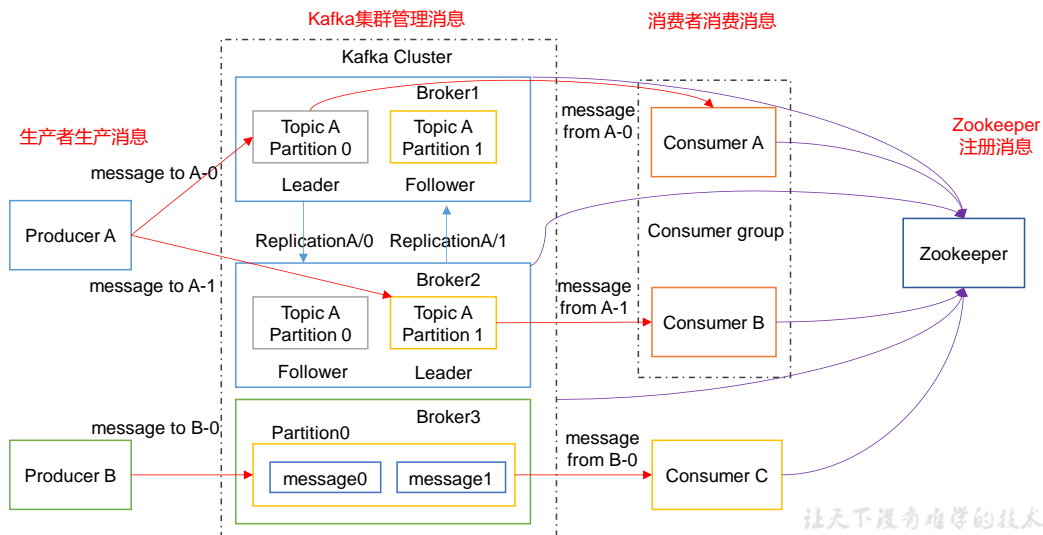 Kafka集群管理消息
消费者消费消息
Kafka Cluster
Broker1
Topic A
Partition 0
Topic A
Partition 1
Leader
Follower
生产者生产消息
message to A-0
Producer A
message to A-1
ReplicationA/0
ReplicationA/1
Broker2
Topic A
Partition 0
Topic A
Partition 1
Follower
Leader
message
from A-0
Consumer A
Consumer group
message
from A-1
Consumer B
Zookeeper
注册消息
Zookeeper
message to B-0
Producer B
Broker3
Partition0
message0
message1
message
from B-0
Consumer C
让天下没有难学的技术